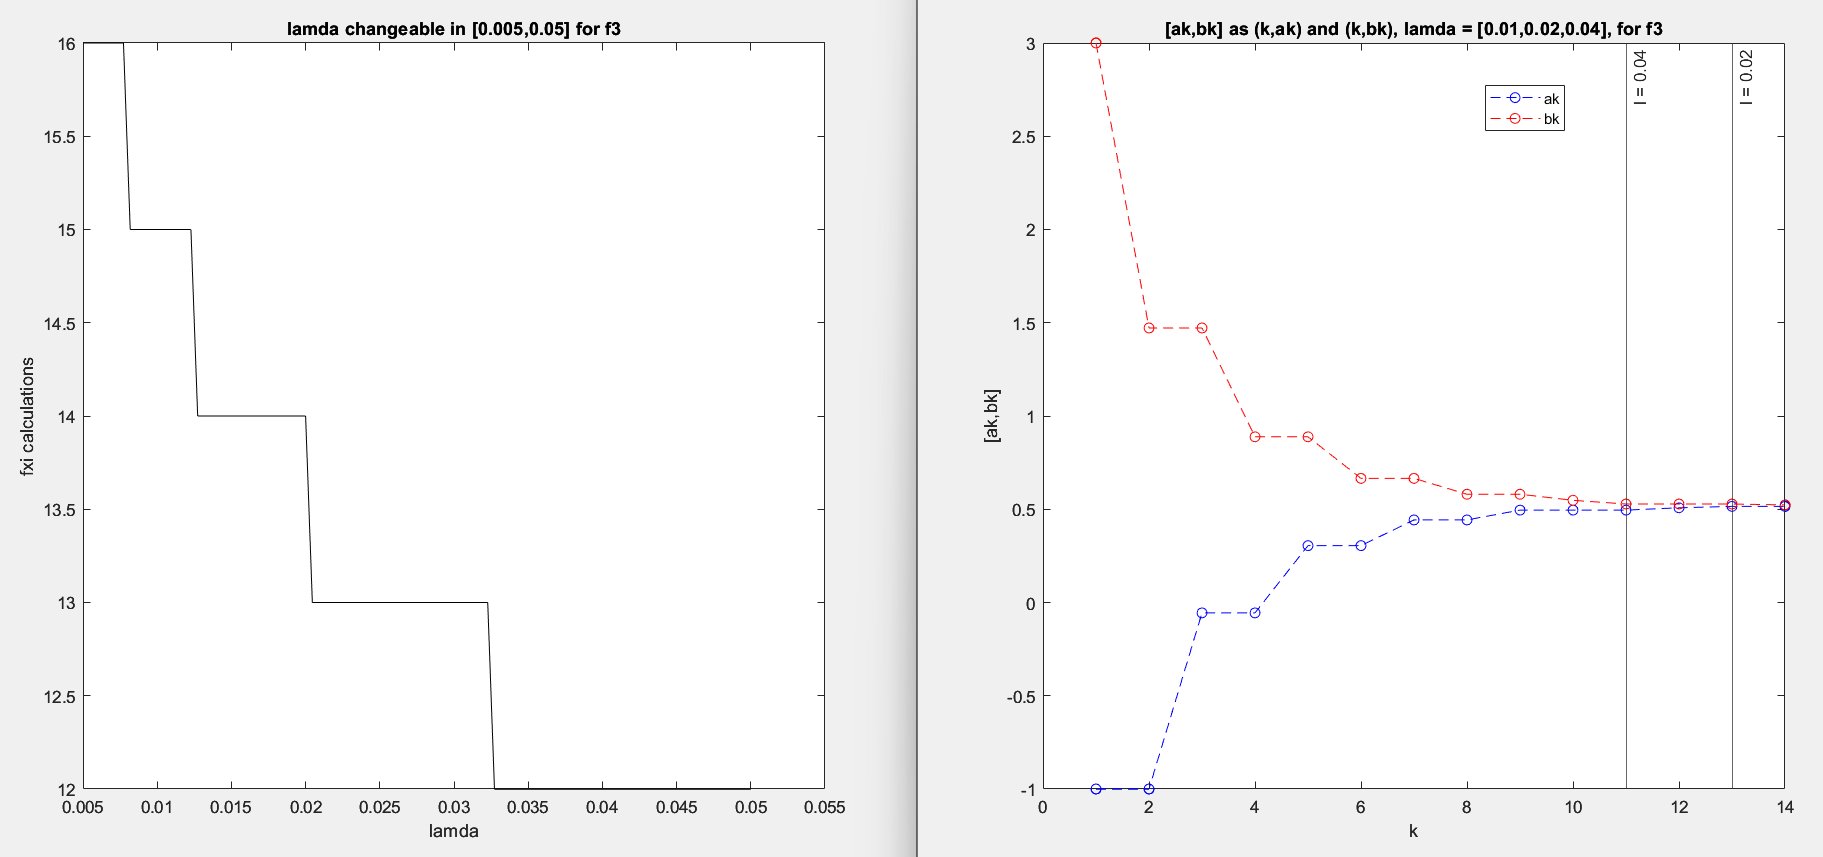 lamda changeable in [0.005,0.05] for f3
16
15.5
15
14.5
14
13.5
13
12.5
12
fxi calculations
0.005 0.01 0.015 0.02 0.025 0.03 0.035 0.04 0.045 0.05 0.055
lamda
[ak,bk] as (k,ak) and (k,bk), lamda = [0.01,0.02,0.04], for f3
3
2.5
2
1.5
1
0.5
0
-0.5
-1
[ak,bk]
ak
bk
l = 0.04
l = 0.02
0 2 4 6 8 10 12 14
k